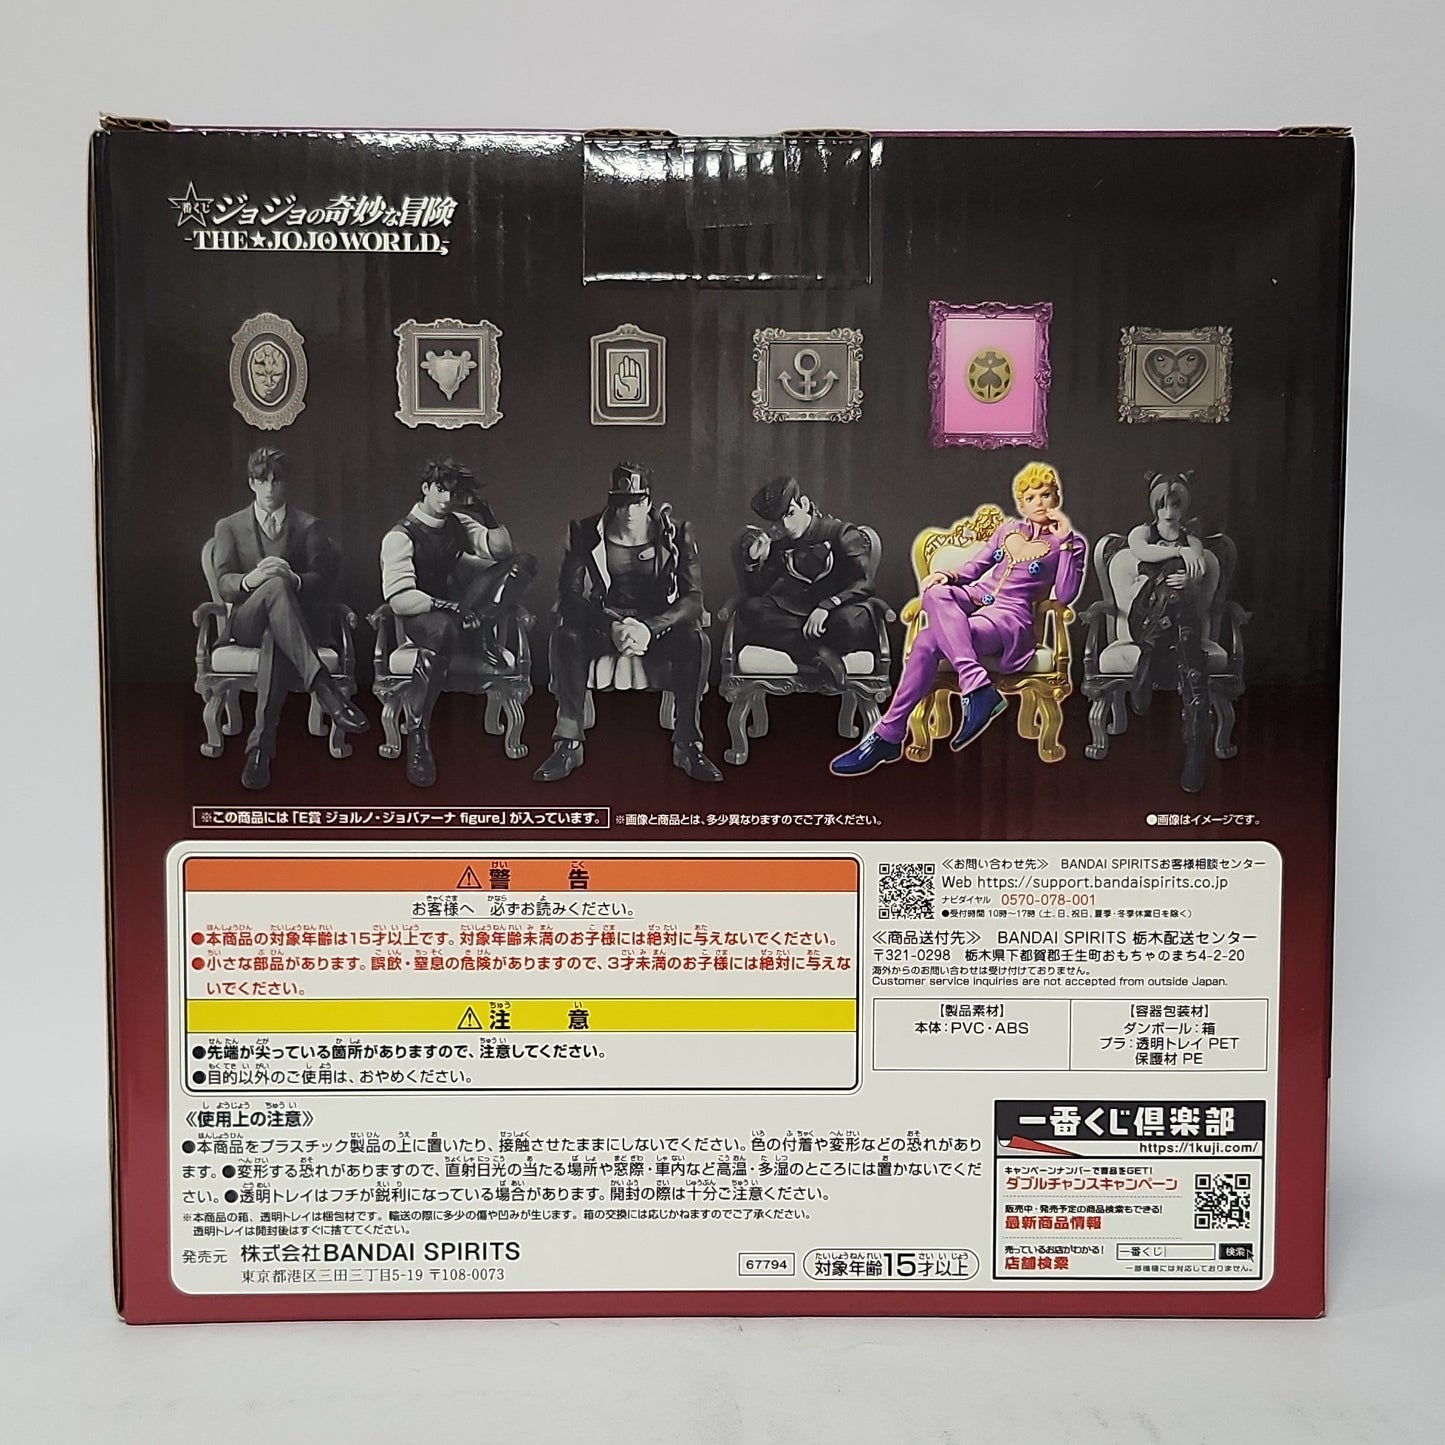 一番くじ ジョジョの奇妙な冒険
-THE★JOJO WORLD-
※この商品には「E賞 ジョルノ・ジョバァーナ figure」が入っています。
※画像と商品とは、多少異なりますのでご了承ください。
●画像はイメージです。
⚠警告
お客様へ 必ずお読みください。
●本商品の対象年齢は15才以上です。対象年齢未満のお子様には絶対に与えないでください。
●小さな部品があります。誤飲・窒息の危険がありますので、3才未満のお子様には絶対に与えな
いでください。
⚠注意
●先端が尖っている箇所がありますので、注意してください。
●目的以外のご使用は、おやめください。
《使用上の注意》
●本商品をプラスチック製品の上に置いたり、接触させたままにしないでください。色の付着や変形などの恐れがあり
ます。●変形する恐れがありますので、直射日光の当たる場所や窓際・車内など高温・多湿のところには置かないでくだ
さい。●透明トレイはフチが鋭利になっている場合があります。開封の際は十分ご注意ください。
※本商品の箱、透明トレイは梱包材です。輸送の際に多少の傷や凹みが生じます。箱の交換には応じかねますのでご了承ください。
透明トレイは開封後はすぐに捨ててください。
発売元 株式会社BANDAI SPIRITS
東京都港区三田三丁目5-19 〒108-0073
67794
対象年齢15才以上
≪お問い合わせ先≫ BANDAI SPIRITSお客様相談センター
Web https://support.bandaispirits.co.jp
ナビダイヤル 0570-078-001
●受付時間 10時〜17時(土、日、祝日、夏季・冬季休業日を除く)
≪商品送付先≫ BANDAI SPIRITS 栃木配送センター
〒321-0298 栃木県下都賀郡壬生町おもちゃのまち4-2-20
海外からのお問い合わせは受け付けておりません。
Customer service inquiries are not accepted from outside Japan.
【製品素材】
本体:PVC・ABS
【容器包装材】
ダンボール:箱
プラ:透明トレイ PET
保護材 PE
一番くじ倶楽部
https://1kuji.com/
キャンペーンナンバーで賞品をGET!
ダブルチャンスキャンペーン
販売中・発売予定の商品検索もできる!
最新商品情報
売っているお店がわかる!
店舗検索
一番くじ 検索
一部機種には対応しておりません。